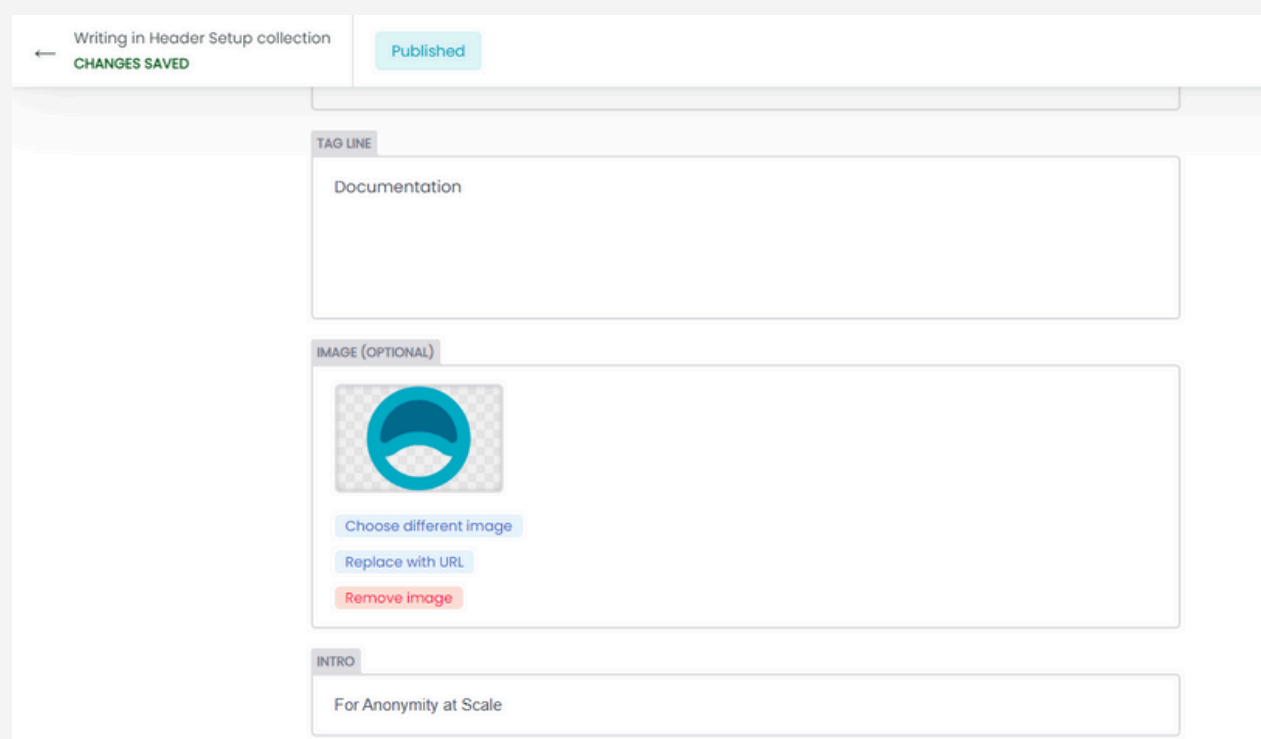 Writing in Header Setup collection
CHANGES SAVED
Published
TAG LINE
Documentation
IMAGE (OPTIONAL)
Choose different image
Replace with URL
Remove image
INTRO
For Anonymity at Scale